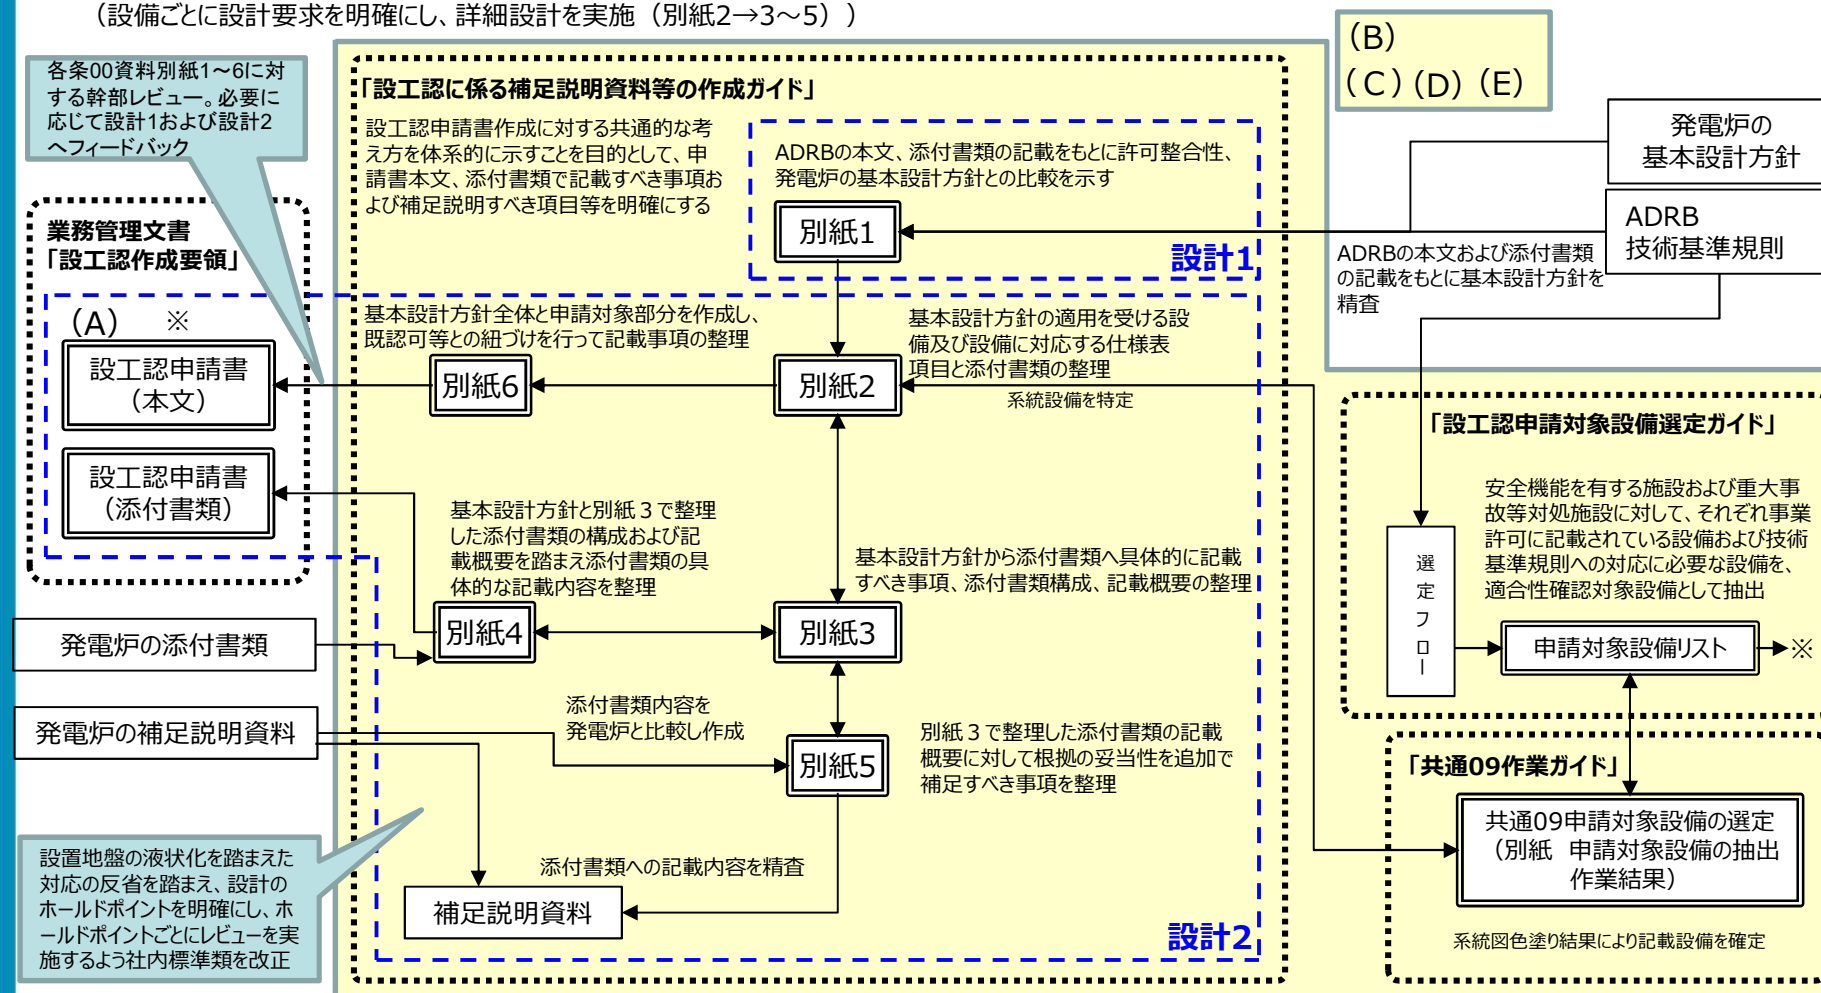 （設備ごとに設計要求を明確にし、詳細設計を実施（別紙2→3～5））
各条00資料別紙1～6に対
する幹部レビュー。必要に
応じて設計1および設計2
へフィードバック
（B）
（C）（D）（E）
「設工認に係る補足説明資料等の作成ガイド」
設工認申請書作成に対する共通的な考
え方を体系的に示すことを目的として、申
請書本文、添付書類で記載すべき事項お
よび補足説明すべき項目等を明確にする
ADRBの本文、添付書類の記載をもとに許可整合性、
発電炉の基本設計方針との比較を示す
別紙1
設計1
発電炉の
基本設計方針
ADRB
技術基準規則
ADRBの本文および添付書類
の記載をもとに基本設計方針を
精査
業務管理文書
「設工認作成要領」
（A）　※
設工認申請書
（本文）
設工認申請書
（添付書類）
基本設計方針全体と申請対象部分を作成し、
既認可等との紐づけを行って記載事項の整理
別紙6
別紙2
基本設計方針の適用を受ける設
備及び設備に対応する仕様表
項目と添付書類の整理
系統設備を特定
基本設計方針と別紙３で整理
した添付書類の構成および記
載概要を踏まえ添付書類の具
体的な記載内容を整理
基本設計方針から添付書類へ具体的に記載
すべき事項、添付書類構成、記載概要の整理
別紙4
別紙3
発電炉の添付書類
発電炉の補足説明資料
添付書類内容を
発電炉と比較し作成
別紙5
別紙３で整理した添付書類の記載
概要に対して根拠の妥当性を追加で
補足すべき事項を整理
設置地盤の液状化を踏まえた
対応の反省を踏まえ、設計の
ホールドポイントを明確にし、ホ
ールドポイントごとにレビューを実
施するよう社内標準類を改正
添付書類への記載内容を精査
補足説明資料
設計2
「設工認申請対象設備選定ガイド」
安全機能を有する施設および重大事
故等対処施設に対して、それぞれ事業
許可に記載されている設備および技術
基準規則への対応に必要な設備を、
適合性確認対象設備として抽出
選定フロー
申請対象設備リスト
※
「共通09作業ガイド」
共通09申請対象設備の選定
（別紙　申請対象設備の抽出
作業結果）
系統図色塗り結果により記載設備を確定